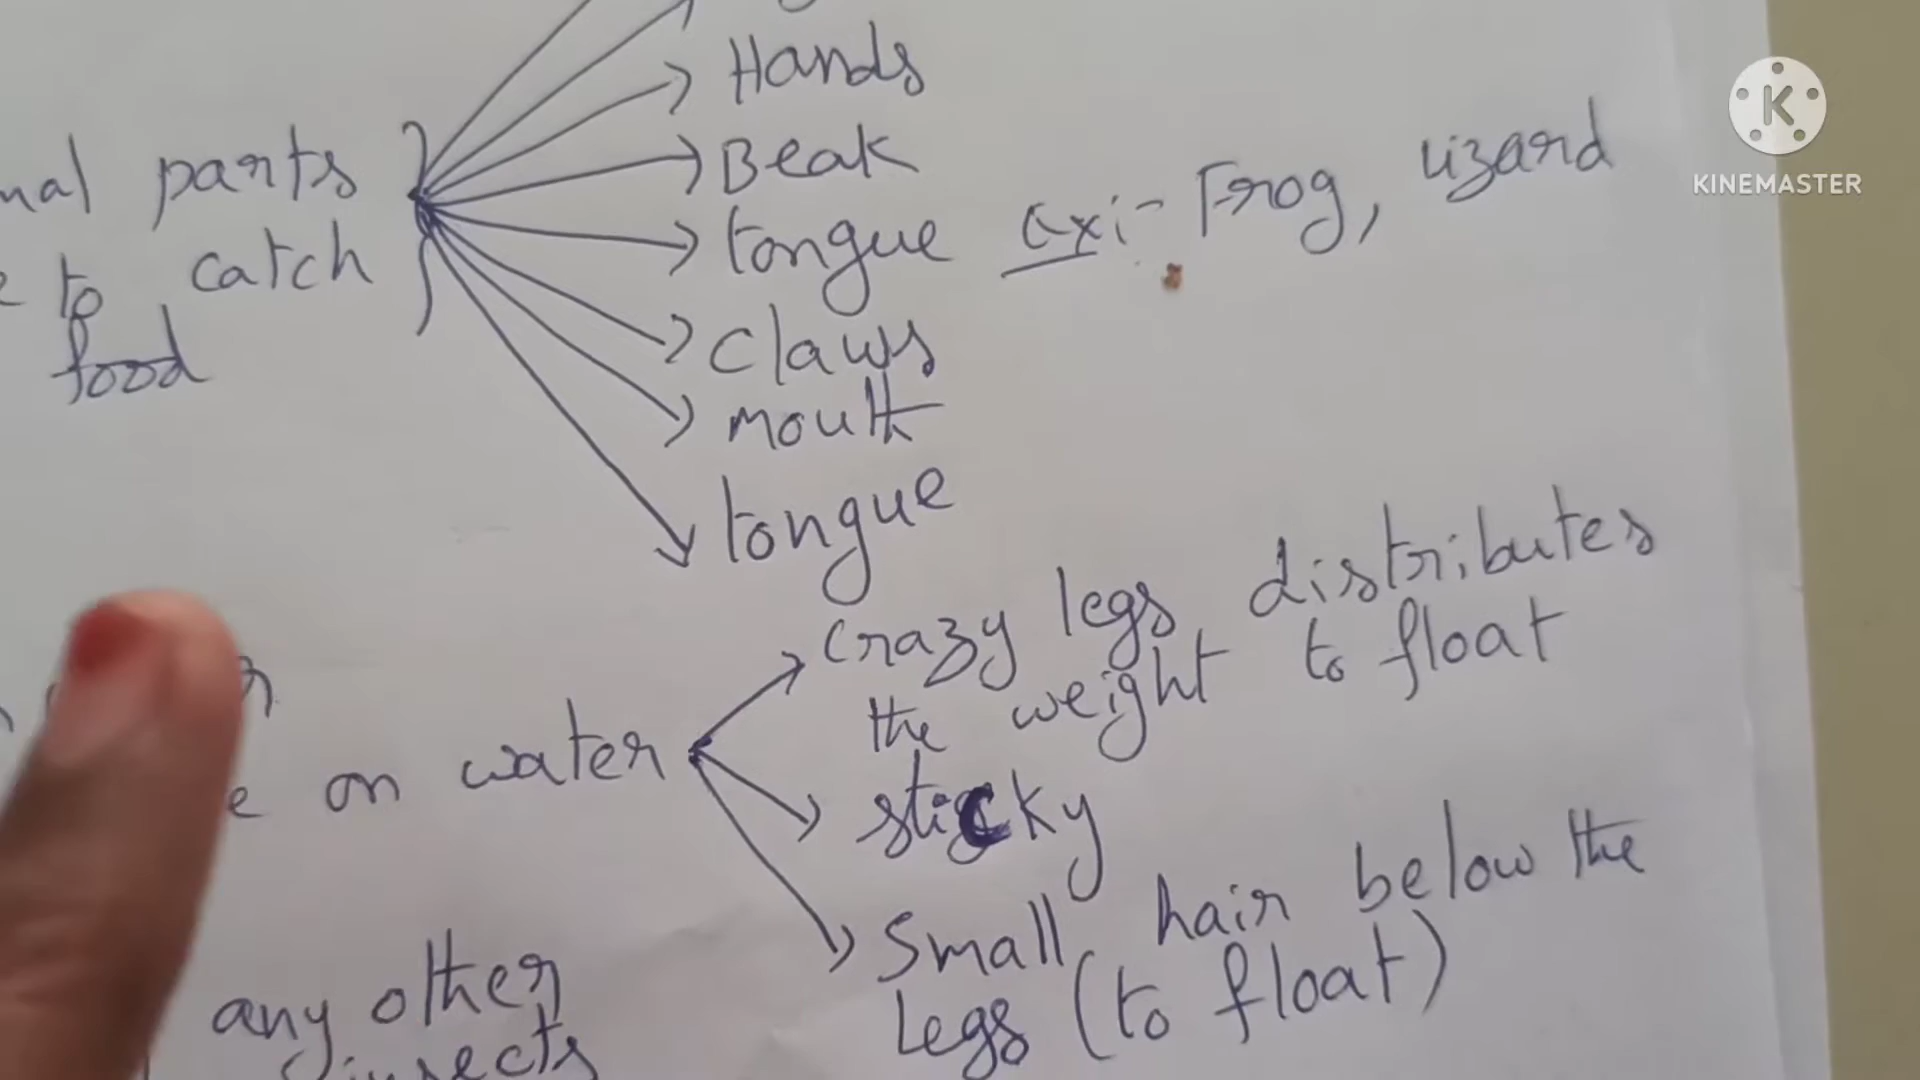 Hands
Beak
tongue Ex:- Frog, lizard
claws
mouth
tongue
parts
to catch
food
crazy legs distributes
the weight to float
on water
sticky
Small hair below the
legs (to float)
any other
insects
K
KINEMASTER